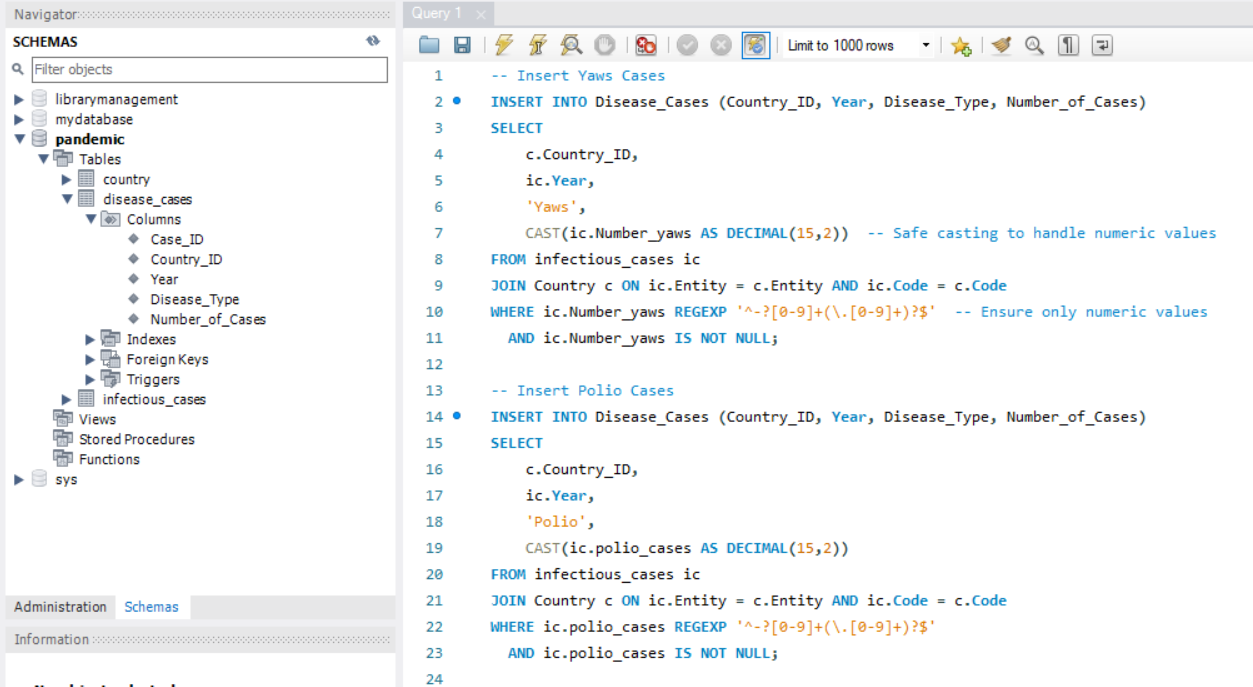 Navigator
SCHEMAS
Filter objects
librarymanagement
mydatabase
pandemic
Tables
country
disease_cases
Columns
Case_ID
Country_ID
Year
Disease_Type
Number_of_Cases
Indexes
Foreign Keys
Triggers
infectious_cases
Views
Stored Procedures
Functions
sys
Administration Schemas
Information
Query 1
Limit to 1000 rows
1 -- Insert Yaws Cases
2 INSERT INTO Disease_Cases (Country_ID, Year, Disease_Type, Number_of_Cases)
3 SELECT
4     c.Country_ID,
5     ic.Year,
6     'Yaws',
7     CAST(ic.Number_yaws AS DECIMAL(15,2))  -- Safe casting to handle numeric values
8 FROM infectious_cases ic
9 JOIN Country c ON ic.Entity = c.Entity AND ic.Code = c.Code
10 WHERE ic.Number_yaws REGEXP '^-?[0-9]+(\.[0-9]+)?$'  -- Ensure only numeric values
11   AND ic.Number_yaws IS NOT NULL;
12
13 -- Insert Polio Cases
14 INSERT INTO Disease_Cases (Country_ID, Year, Disease_Type, Number_of_Cases)
15 SELECT
16     c.Country_ID,
17     ic.Year,
18     'Polio',
19     CAST(ic.polio_cases AS DECIMAL(15,2))
20 FROM infectious_cases ic
21 JOIN Country c ON ic.Entity = c.Entity AND ic.Code = c.Code
22 WHERE ic.polio_cases REGEXP '^-?[0-9]+(\.[0-9]+)?$'
23   AND ic.polio_cases IS NOT NULL;
24